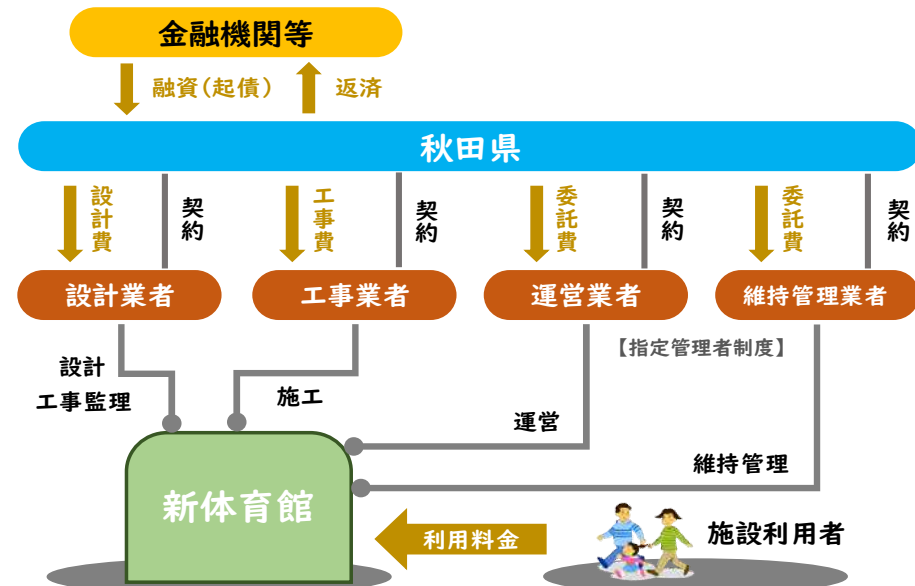 金融機関等
融資(起債)
返済
秋田県
設計費
契約
工事費
契約
委託費
契約
委託費
契約
設計業者
工事業者
運営業者
維持管理業者
【指定管理者制度】
設計
工事監理
施工
運営
維持管理
新体育館
利用料金
施設利用者